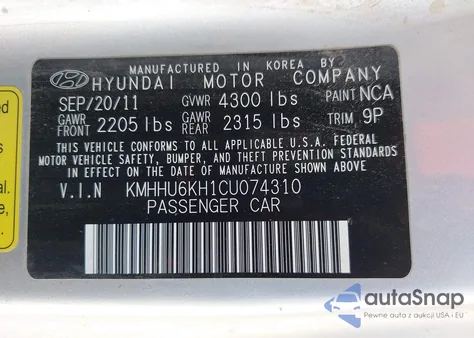 MANUFACTURED IN KOREA BY
HYUNDAI MOTOR COMPANY
SEP/20/11 GVWR 4300 lbs PAINT NCA
GAWR FRONT 2205 lbs GAWR REAR 2315 lbs TRIM 9P
THIS VEHICLE CONFORMS TO ALL APPLICABLE U.S.A. FEDERAL
MOTOR VEHICLE SAFETY, BUMPER, AND THEFT PREVENTION STANDARDS
IN EFFECT ON THE DATE OF MANUFACTURE SHOWN ABOVE.
V.I.N KMHHU6KH1CU074310
PASSENGER CAR
autoSnap
Pewne auta z aukcji USA i EU